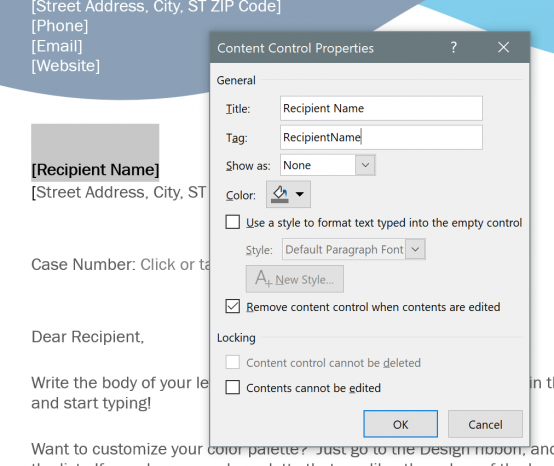 [Street Address, City, ST ZIP Code]
[Phone]
[Email]
[Website]
Content Control Properties ? ×
General
Title: Recipient Name
Tag: RecipientName
Show as: None
Color:
Use a style to format text typed into the empty control
Style: Default Paragraph Font
A+ New Style...
Remove content control when contents are edited
Locking
Content control cannot be deleted
Contents cannot be edited
OK Cancel
[Recipient Name]
[Street Address, City, ST
Case Number: Click or ta
Dear Recipient,
Write the body of your le in th
and start typing!
Want to customize your color palette? Just go to the Design ribbon, and